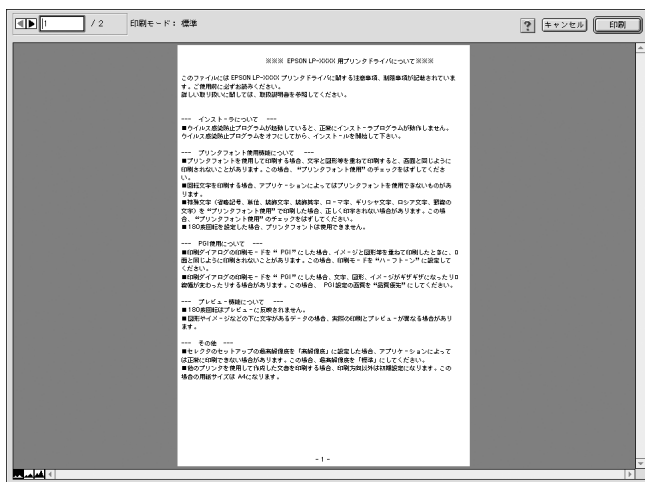 1 / 2 印刷モード： 標準 ? キャンセル 印刷
※※※ EPSON LP-XXXX 用プリンタドライバについて※※※
このファイルには EPSON LP-XXXX プリンタドライバに関する注意事項、制限事項が記載されていま
す。ご使用前に必ずお読みください。
詳しい取り扱いに関しては、取扱説明書を参照してください。
--- インストーラについて ---
■ウイルス感染防止プログラムが起動していると、正常にインストーラプログラムが動作しません。
ウイルス感染防止プログラムをオフにしてから、インストールを開始して下さい。
--- プリンタフォント使用機能について ---
■プリンタフォントを使用して印刷する場合、文字と図形等を重ねて印刷すると、画面と同じように
印刷されないことがあります。この場合、“プリンタフォント使用”のチェックをはずしてくださ
い。
■回転文字を印刷する場合、アプリケーションによってはプリンタフォントを使用できないものがあ
ります。
■特殊文字（省略記号、単位、装飾文字、装飾英字、ローマ字、ギリシャ文字、ロシア文字、罫線の
文字）を“プリンタフォント使用”で印刷した場合、正しく印字されない場合があります。この場
合、“プリンタフォント使用”のチェックをはずしてください。
■180度回転を設定した場合、プリンタフォントは使用できません。
--- PGI使用について ---
■印刷ダイアログの印刷モードを“ PGI”にした場合、イメージと図形等を重ねて印刷したときに、画
面と同じように印刷されないことがあります。この場合、印刷モードを“ハーフトーン”に設定して
ください。
■印刷ダイアログの印刷モードを“ PGI”にした場合、文字、図形、イメージがギザギザになったり
線幅が変わったりする場合があります。この場合、 PGI設定の画質を“品質優先”にしてください。
--- プレビュー機能について ---
■180度回転はプレビューに反映されません。
■図形やイメージなどの下に文字があるデータの場合、実際の印刷とプレビューが異なる場合があり
ます。
--- その他 ---
■セレクタのセットアップの最高解像度を「高解像度」に設定した場合、アプリケーションによって
は正常に印刷できない場合があります。この場合、最高解像度を「標準」にしてください。
■他のプリンタを使用して作成した文書を印刷する場合、印刷方向以外は初期設定になります。この
場合の用紙サイズは A4になります。
- 1 -